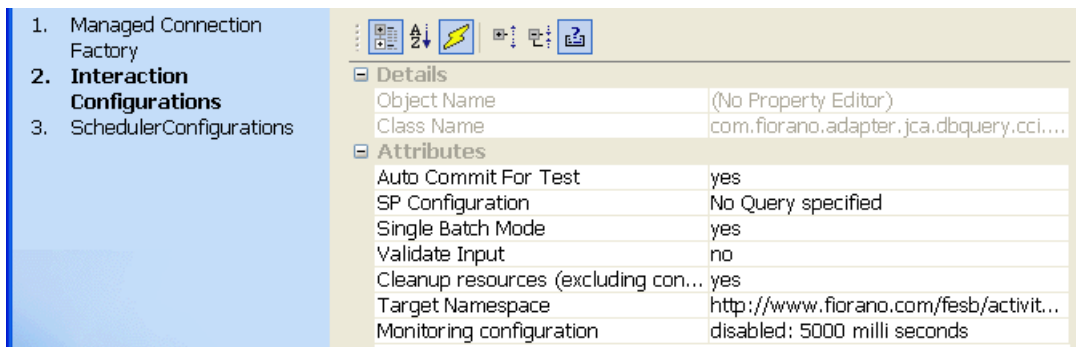 1. Managed Connection
Factory
2. Interaction
Configurations
3. SchedulerConfigurations
Details
Object Name (No Property Editor)
Class Name com.fiorano.adapter.jca.dbquery.cci....
Attributes
Auto Commit For Test yes
SP Configuration No Query specified
Single Batch Mode yes
Validate Input no
Cleanup resources (excluding con... yes
Target Namespace http://www.fiorano.com/fesb/activit...
Monitoring configuration disabled: 5000 milli seconds